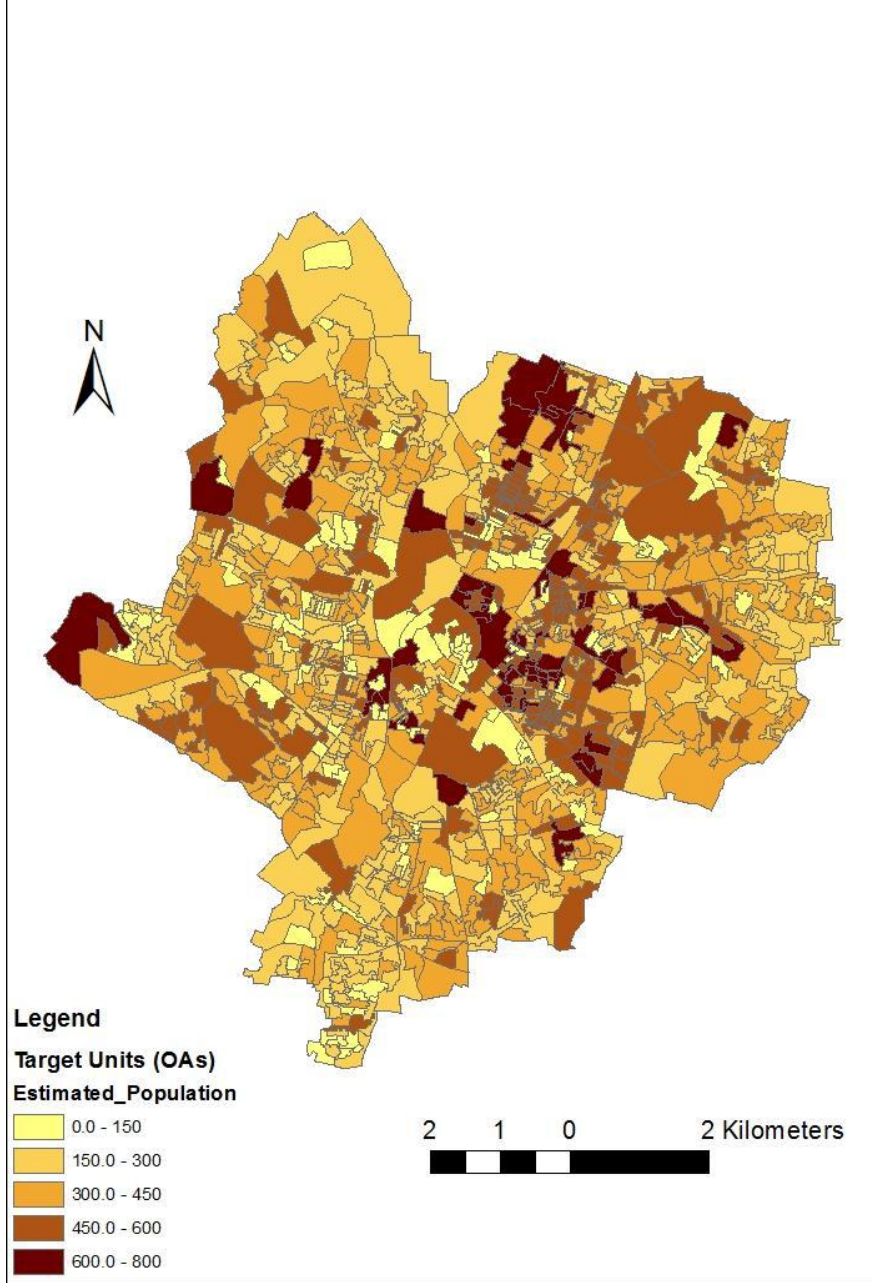 N
Legend
Target Units (OAs)
Estimated_Population
0.0 - 150
150.0 - 300
300.0 - 450
450.0 - 600
600.0 - 800
2 1 0 2 Kilometers